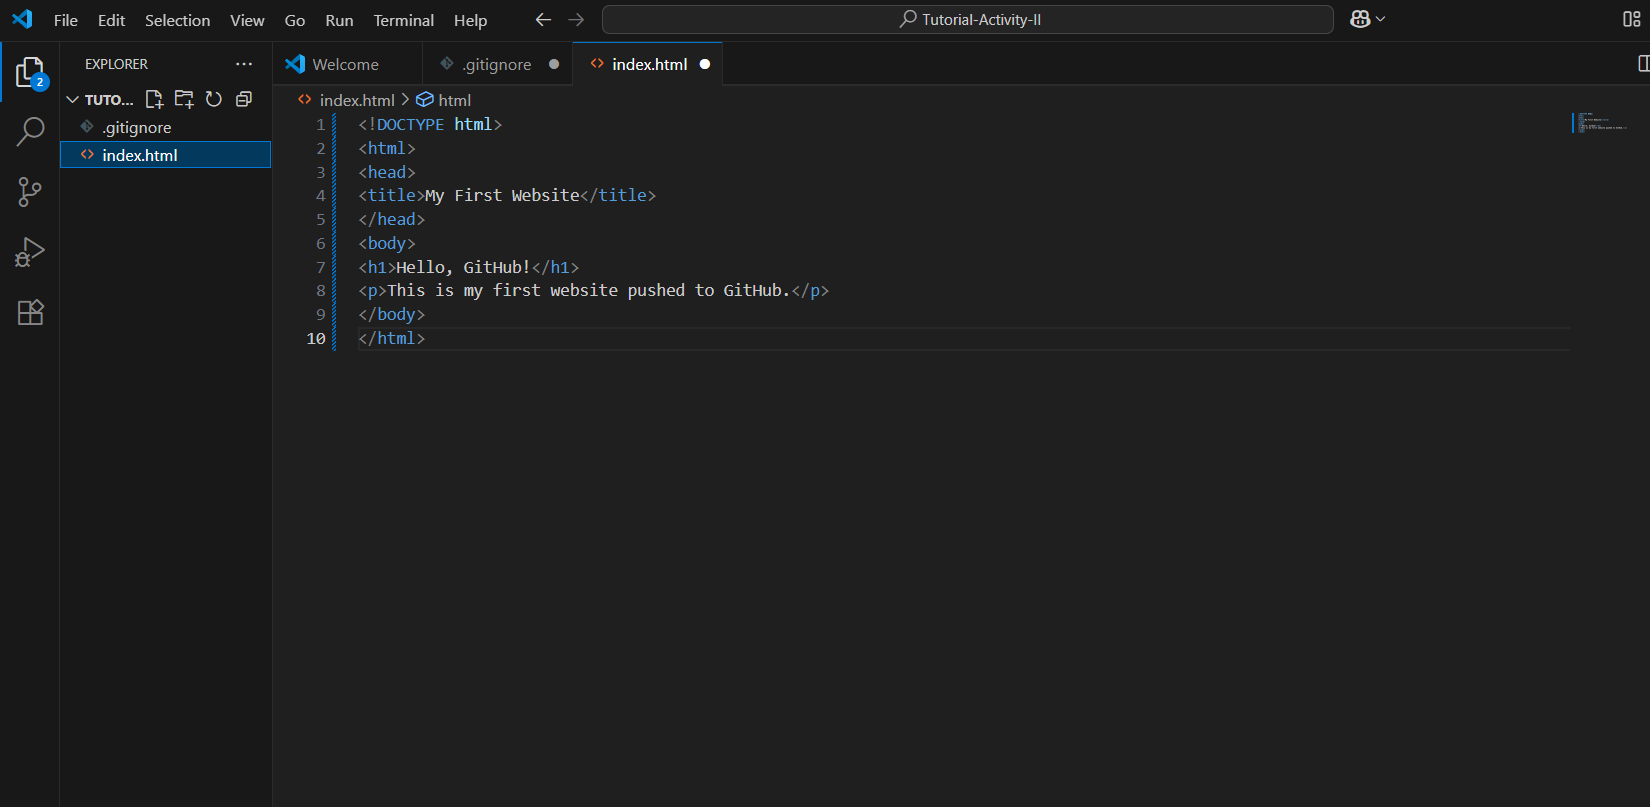 File Edit Selection View Go Run Terminal Help
Tutorial-Activity-II
EXPLORER
TUTO...
.gitignore
index.html
2
Welcome
.gitignore
index.html
index.html > html
1 <!DOCTYPE html>
2 <html>
3 <head>
4 <title>My First Website</title>
5 </head>
6 <body>
7 <h1>Hello, GitHub!</h1>
8 <p>This is my first website pushed to GitHub.</p>
9 </body>
10 </html>